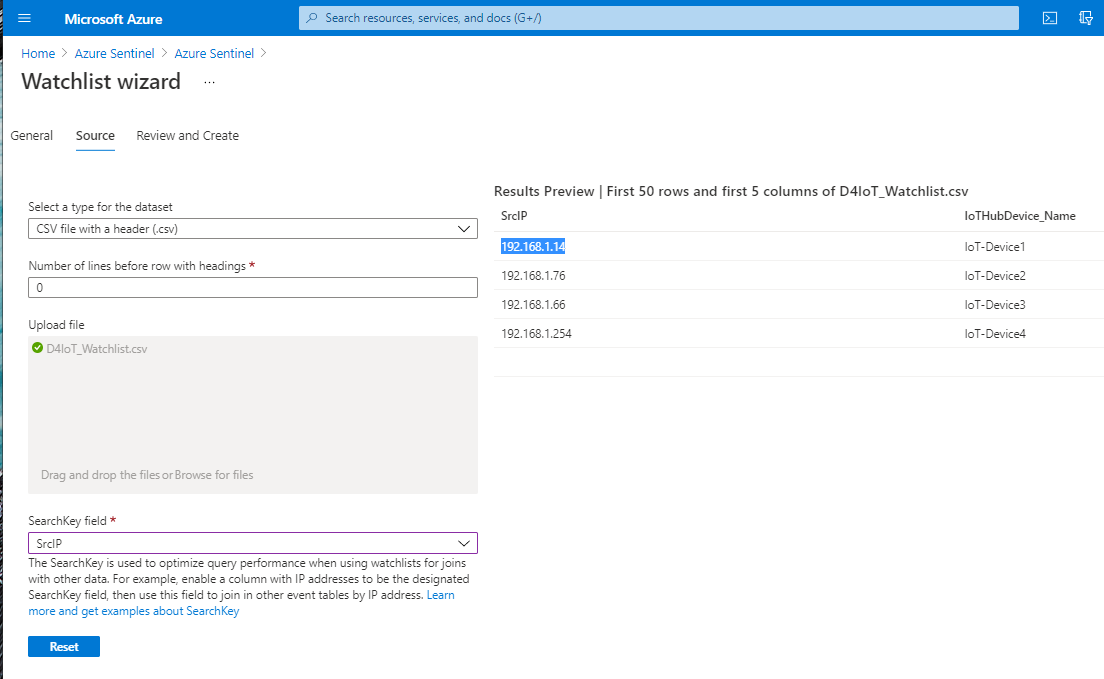 Microsoft Azure
Search resources, services, and docs (G+/)
Home > Azure Sentinel > Azure Sentinel >
Watchlist wizard ...
General Source Review and Create
Select a type for the dataset
CSV file with a header (.csv)
Number of lines before row with headings *
0
Upload file
D4IoT_Watchlist.csv
Drag and drop the files or Browse for files
SearchKey field *
SrcIP
The SearchKey is used to optimize query performance when using watchlists for joins
with other data. For example, enable a column with IP addresses to be the designated
SearchKey field, then use this field to join in other event tables by IP address. Learn
more and get examples about SearchKey
Reset
Results Preview | First 50 rows and first 5 columns of D4IoT_Watchlist.csv
SrcIP IoTHubDevice_Name
192.168.1.14 IoT-Device1
192.168.1.76 IoT-Device2
192.168.1.66 IoT-Device3
192.168.1.254 IoT-Device4